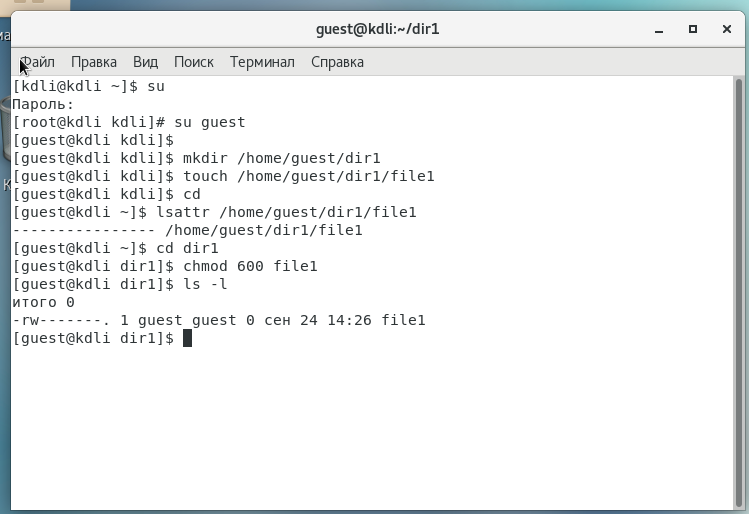 guest@kdli:~/dir1
Файл Правка Вид Поиск Терминал Справка
[kdli@kdli ~]$ su
Пароль:
[root@kdli kdli]# su guest
[guest@kdli kdli]$
[guest@kdli kdli]$ mkdir /home/guest/dir1
[guest@kdli kdli]$ touch /home/guest/dir1/file1
[guest@kdli kdli]$ cd
[guest@kdli ~]$ lsattr /home/guest/dir1/file1
---------------- /home/guest/dir1/file1
[guest@kdli ~]$ cd dir1
[guest@kdli dir1]$ chmod 600 file1
[guest@kdli dir1]$ ls -l
итого 0
-rw-------. 1 guest guest 0 сен 24 14:26 file1
[guest@kdli dir1]$